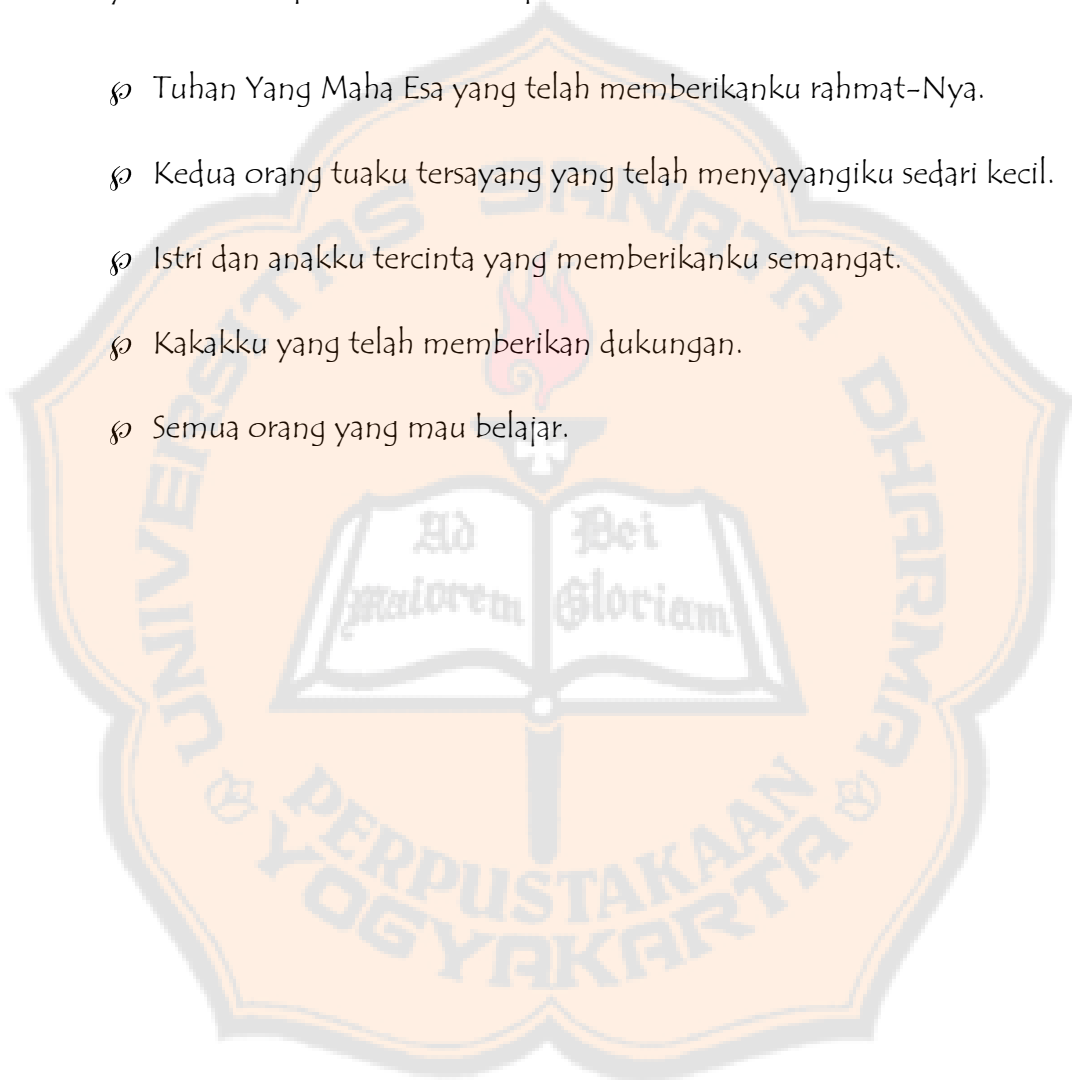 Tuhan Yang Maha Esa yang telah memberikanku rahmat-Nya.
Kedua orang tuaku tersayang yang telah menyayangiku sedari kecil.
Istri dan anakku tercinta yang memberikanku semangat.
Kakakku yang telah memberikan dukungan.
Semua orang yang mau belajar.
UNIVERSITAS SANATA DHARMA
Ad Dei
Maiorem Gloriam
PERPUSTAKAAN
YOGYAKARTA